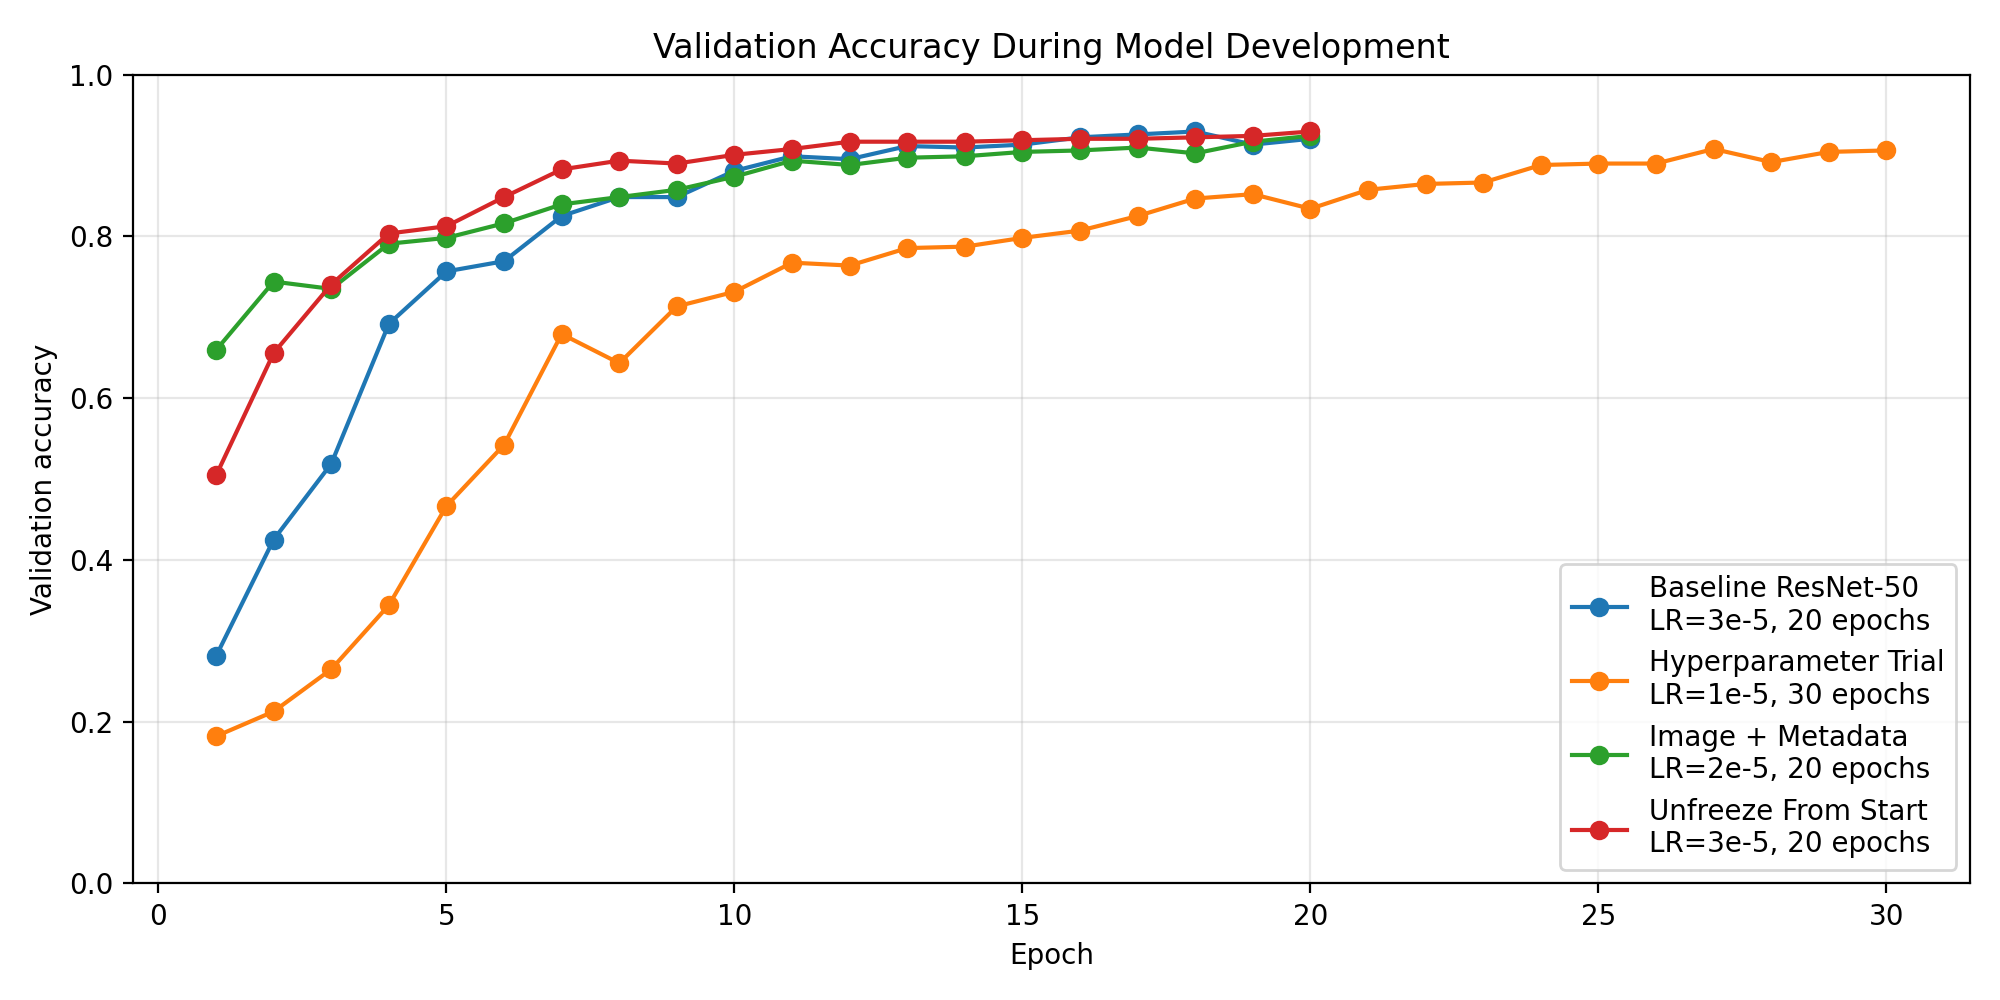 Validation Accuracy During Model Development
1.0
0.8
0.6
0.4
0.2
0.0
Validation accuracy
0 5 10 15 20 25 30
Epoch
Baseline ResNet-50
LR=3e-5, 20 epochs
Hyperparameter Trial
LR=1e-5, 30 epochs
Image + Metadata
LR=2e-5, 20 epochs
Unfreeze From Start
LR=3e-5, 20 epochs